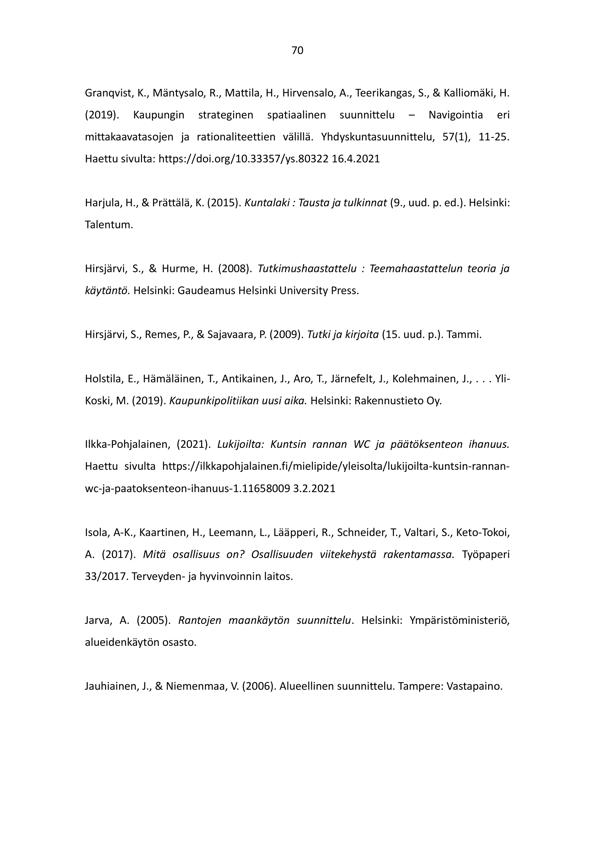 70
Granqvist, K., Mäntysalo, R., Mattila, H., Hirvensalo, A., Teerikangas, S., & Kalliomäki, H.
(2019). Kaupungin strateginen spatiaalinen suunnittelu – Navigointia eri
mittakaavatasojen ja rationaliteettien välillä. Yhdyskuntasuunnittelu, 57(1), 11-25.
Haettu sivulta: https://doi.org/10.33357/ys.80322 16.4.2021
Harjula, H., & Prättälä, K. (2015). Kuntalaki : Tausta ja tulkinnat (9., uud. p. ed.). Helsinki:
Talentum.
Hirsjärvi, S., & Hurme, H. (2008). Tutkimushaastattelu : Teemahaastattelun teoria ja
käytäntö. Helsinki: Gaudeamus Helsinki University Press.
Hirsjärvi, S., Remes, P., & Sajavaara, P. (2009). Tutki ja kirjoita (15. uud. p.). Tammi.
Holstila, E., Hämäläinen, T., Antikainen, J., Aro, T., Järnefelt, J., Kolehmainen, J., . . . Yli-
Koski, M. (2019). Kaupunkipolitiikan uusi aika. Helsinki: Rakennustieto Oy.
Ilkka-Pohjalainen, (2021). Lukijoilta: Kuntsin rannan WC ja päätöksenteon ihanuus.
Haettu sivulta https://ilkkapohjalainen.fi/mielipide/yleisolta/lukijoilta-kuntsin-rannan-
wc-ja-paatoksenteon-ihanuus-1.11658009 3.2.2021
Isola, A-K., Kaartinen, H., Leemann, L., Lääpperi, R., Schneider, T., Valtari, S., Keto-Tokoi,
A. (2017). Mitä osallisuus on? Osallisuuden viitekehystä rakentamassa. Työpaperi
33/2017. Terveyden- ja hyvinvoinnin laitos.
Jarva, A. (2005). Rantojen maankäytön suunnittelu. Helsinki: Ympäristöministeriö,
alueidenkäytön osasto.
Jauhiainen, J., & Niemenmaa, V. (2006). Alueellinen suunnittelu. Tampere: Vastapaino.